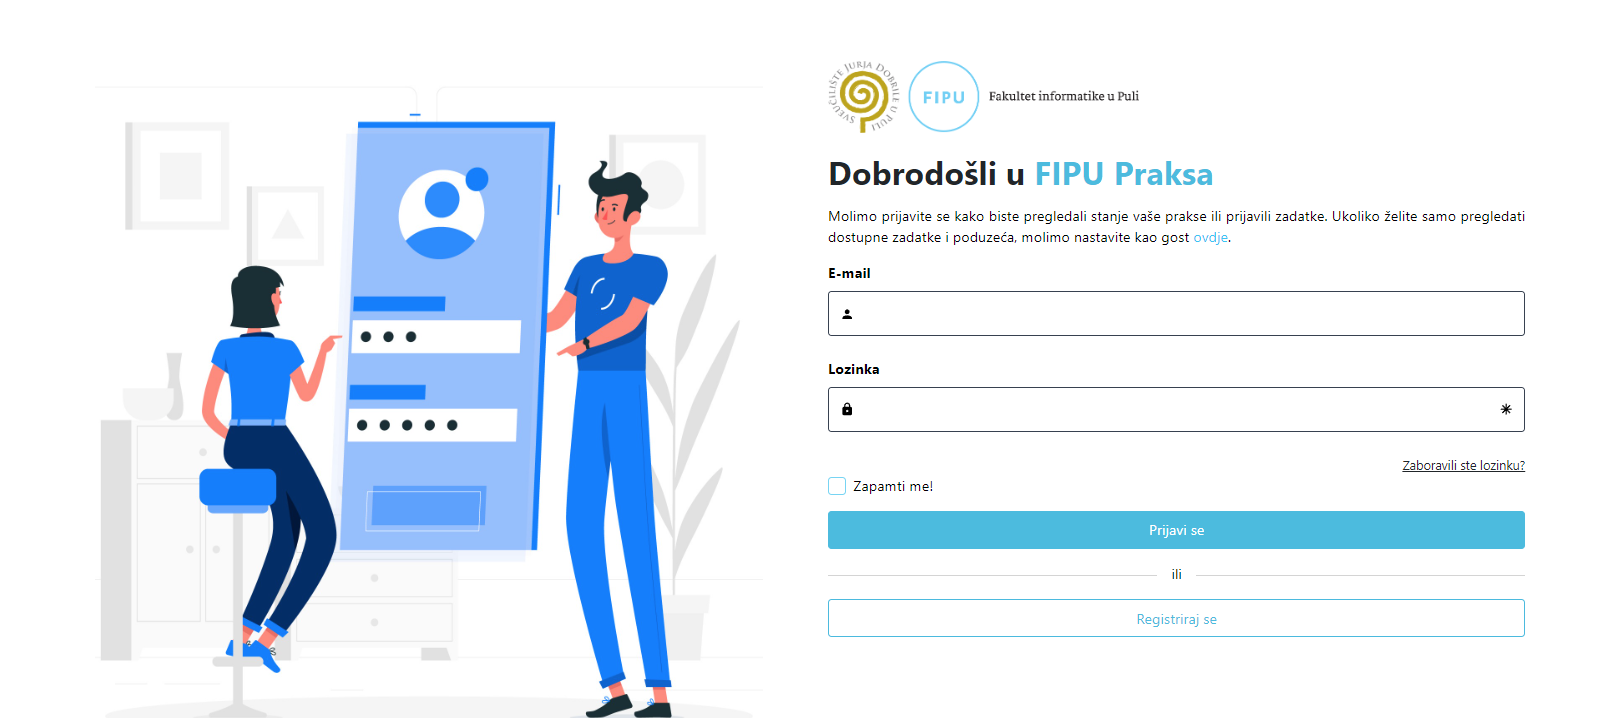 SVEUČILIŠTE JURJA DOBRILE U PULI
FIPU
Fakultet informatike u Puli
Dobrodošli u FIPU Praksa
Molimo prijavite se kako biste pregledali stanje vaše prakse ili prijavili zadatke. Ukoliko želite samo pregledati
dostupne zadatke i poduzeća, molimo nastavite kao gost ovdje.
E-mail
Lozinka
Zaboravili ste lozinku?
Zapamti me!
Prijavi se
ili
Registriraj se